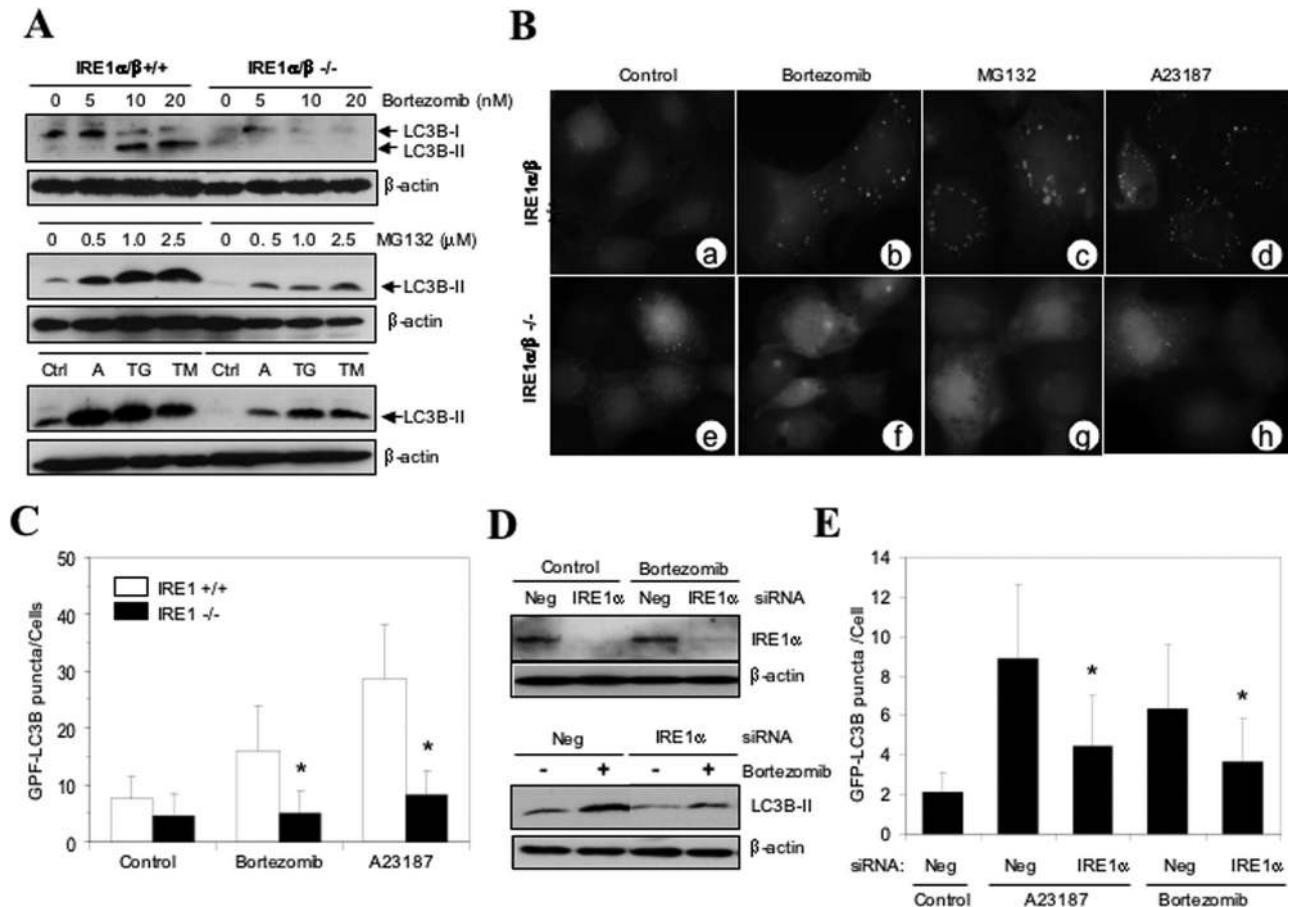 A
IRE1α/β+/+ IRE1α/β -/-
0 5 10 20 0 5 10 20 Bortezomib (nM)
LC3B-I
LC3B-II
β-actin
0 0.5 1.0 2.5 0 0.5 1.0 2.5 MG132 (μM)
LC3B-II
β-actin
Ctrl A TG TM Ctrl A TG TM
LC3B-II
β-actin
B
Control Bortezomib MG132 A23187
IRE1α/β
a b c d
IRE1α/β -/-
e f g h
C
GPF-LC3B puncta/Cells
50
40
30
20
10
0
IRE1 +/+
IRE1 -/-
* *
Control Bortezomib A23187
D
Control Bortezomib
Neg IRE1α Neg IRE1α siRNA
IRE1α
β-actin
Neg IRE1α siRNA
- + - + Bortezomib
LC3B-II
β-actin
E
GFP-LC3B puncta /Cell
14
12
10
8
6
4
2
0
* *
siRNA: Neg Neg IRE1α Neg IRE1α
Control A23187 Bortezomib